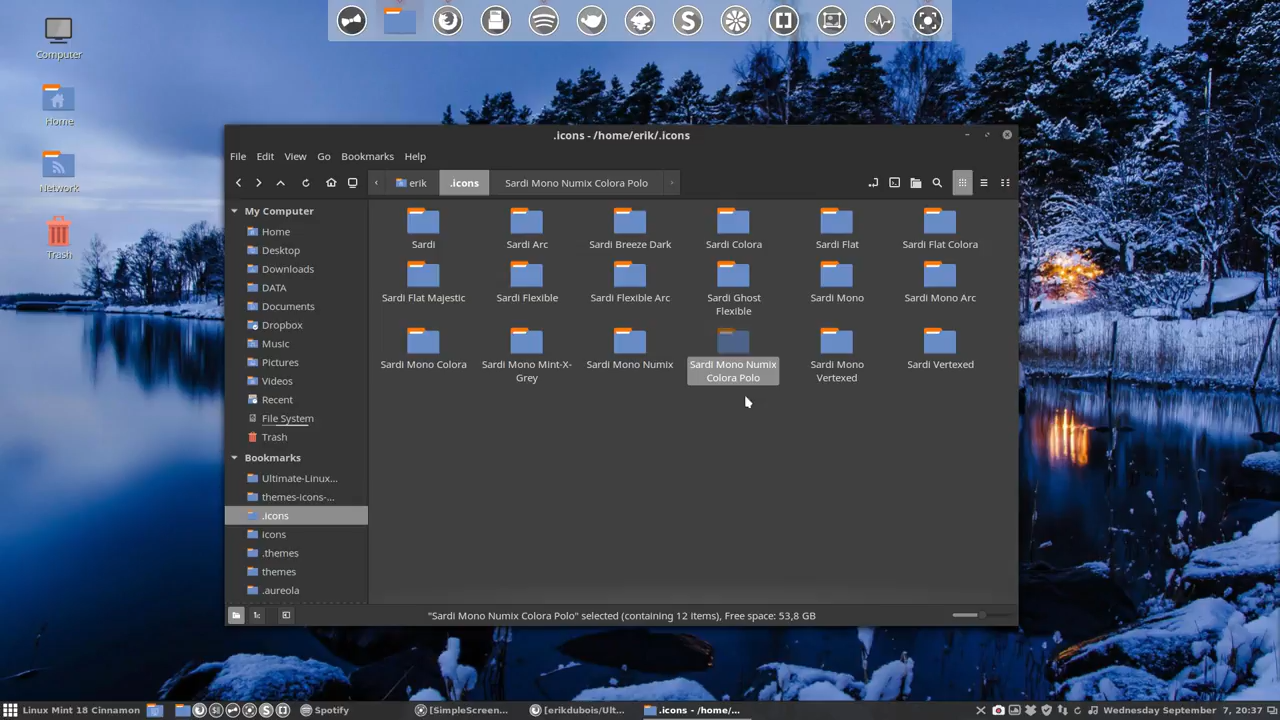 Computer
Home
Network
Trash
.icons - /home/erik/.icons
File Edit View Go Bookmarks Help
erik .icons Sardi Mono Numix Colora Polo
My Computer
Home
Desktop
Downloads
DATA
Documents
Dropbox
Music
Pictures
Videos
Recent
File System
Trash
Bookmarks
Ultimate-Linux...
themes-icons-...
.icons
icons
.themes
themes
.aureola
Sardi
Sardi Arc
Sardi Breeze Dark
Sardi Colora
Sardi Flat
Sardi Flat Colora
Sardi Flat Majestic
Sardi Flexible
Sardi Flexible Arc
Sardi Ghost
Flexible
Sardi Mono
Sardi Mono Arc
Sardi Mono Colora
Sardi Mono Mint-X-
Grey
Sardi Mono Numix
Sardi Mono Numix
Colora Polo
Sardi Mono
Vertexed
Sardi Vertexed
"Sardi Mono Numix Colora Polo" selected (containing 12 items), Free space: 53,8 GB
Linux Mint 18 Cinnamon Spotify [SimpleScreen... [erikdubois/Ult... .icons - /home/... Wednesday September 7, 20:37